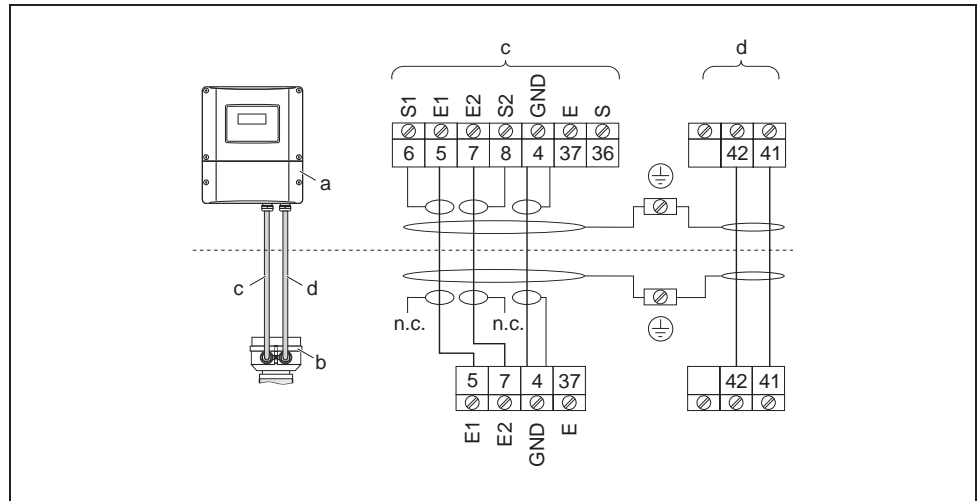 c d
S1 E1 E2 S2 GND E S
6 5 7 8 4 37 36 42 41
a
c d
n.c. n.c.
b
5 7 4 37 42 41
E1 E2 GND E